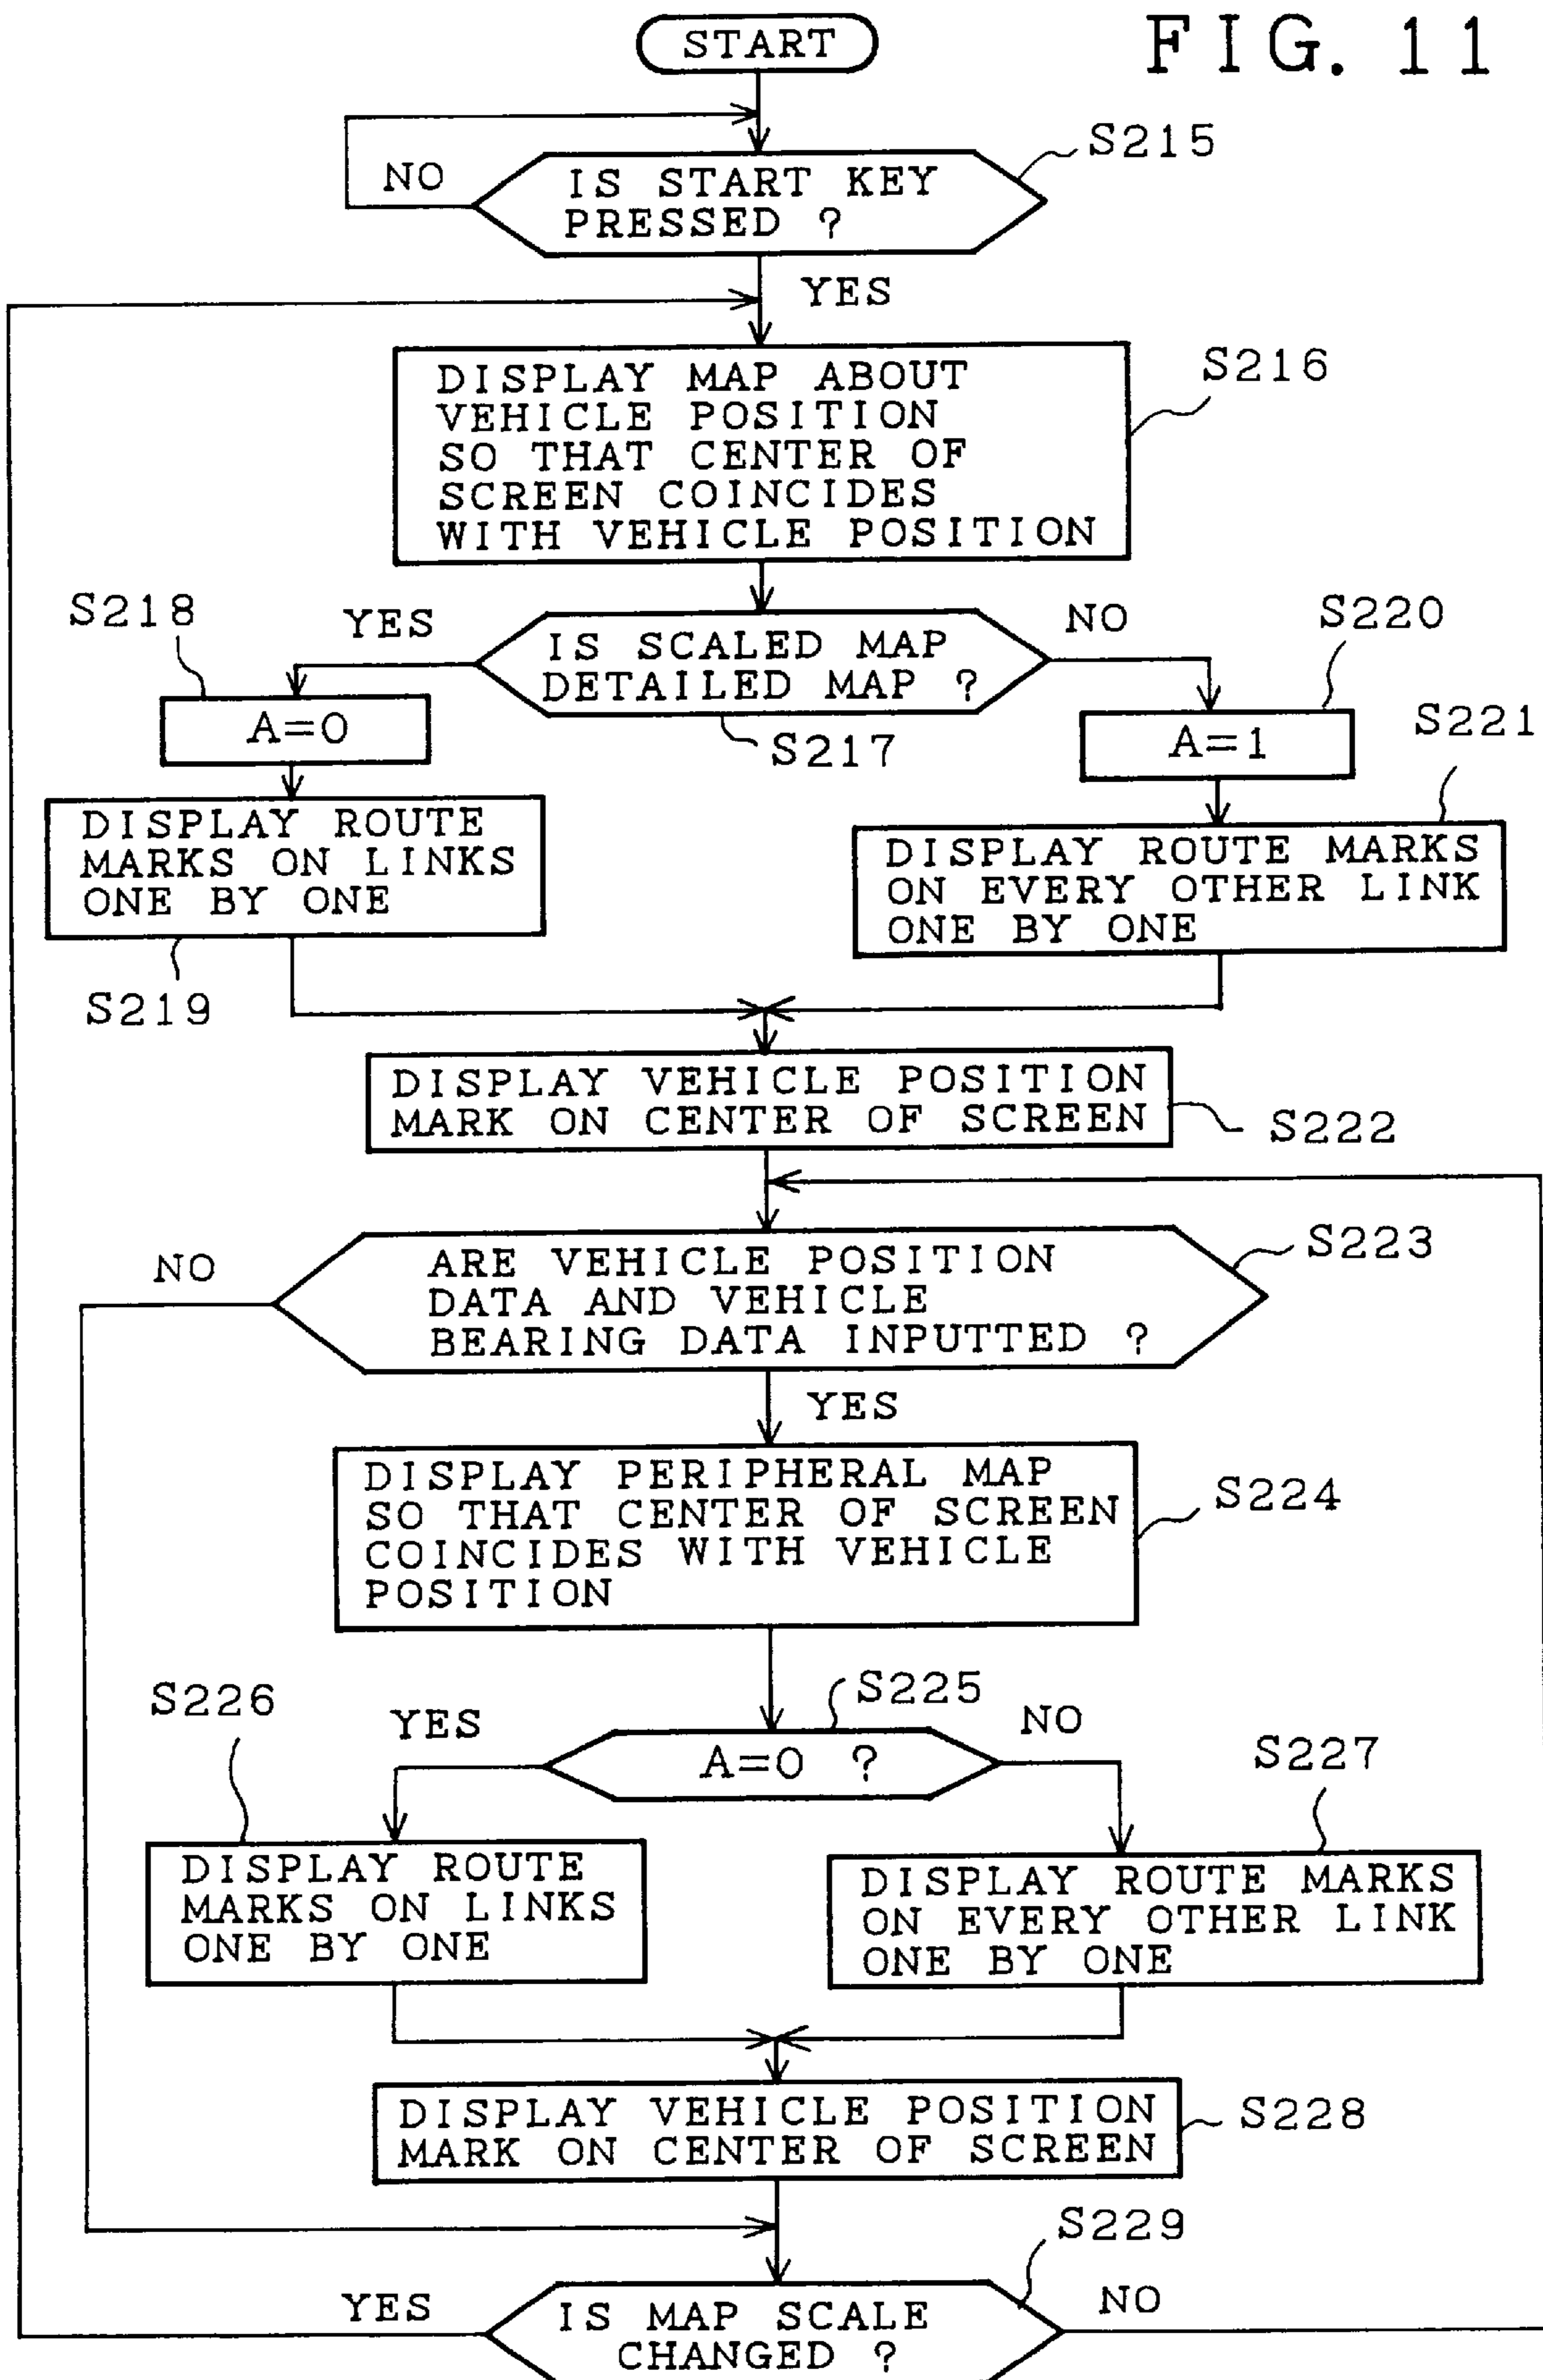 FIG. 11
START
S215
NO
IS START KEY
PRESSED ?
YES
S216
DISPLAY MAP ABOUT
VEHICLE POSITION
SO THAT CENTER OF
SCREEN COINCIDES
WITH VEHICLE POSITION
S218
YES
NO
S220
IS SCALED MAP
DETAILED MAP ?
S217
A=0
A=1
S221
DISPLAY ROUTE
MARKS ON LINKS
ONE BY ONE
DISPLAY ROUTE MARKS
ON EVERY OTHER LINK
ONE BY ONE
S219
DISPLAY VEHICLE POSITION
MARK ON CENTER OF SCREEN
S222
NO
S223
ARE VEHICLE POSITION
DATA AND VEHICLE
BEARING DATA INPUTTED ?
YES
DISPLAY PERIPHERAL MAP
SO THAT CENTER OF SCREEN
COINCIDES WITH VEHICLE
POSITION
S224
S226
YES
S225
NO
A=0 ?
S227
DISPLAY ROUTE
MARKS ON LINKS
ONE BY ONE
DISPLAY ROUTE MARKS
ON EVERY OTHER LINK
ONE BY ONE
DISPLAY VEHICLE POSITION
MARK ON CENTER OF SCREEN
S228
S229
YES
NO
IS MAP SCALE
CHANGED ?